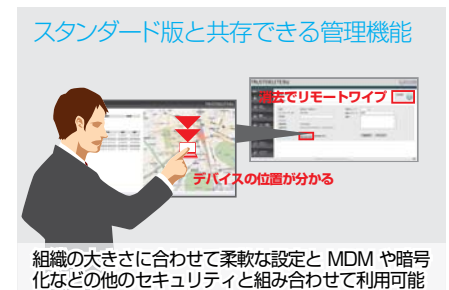 スタンダード版と共存できる管理機能
消去でリモートワイプ
デバイスの位置が分かる
組織の大きさに合わせて柔軟な設定と MDM や暗号
化などの他のセキュリティと組み合わせて利用可能